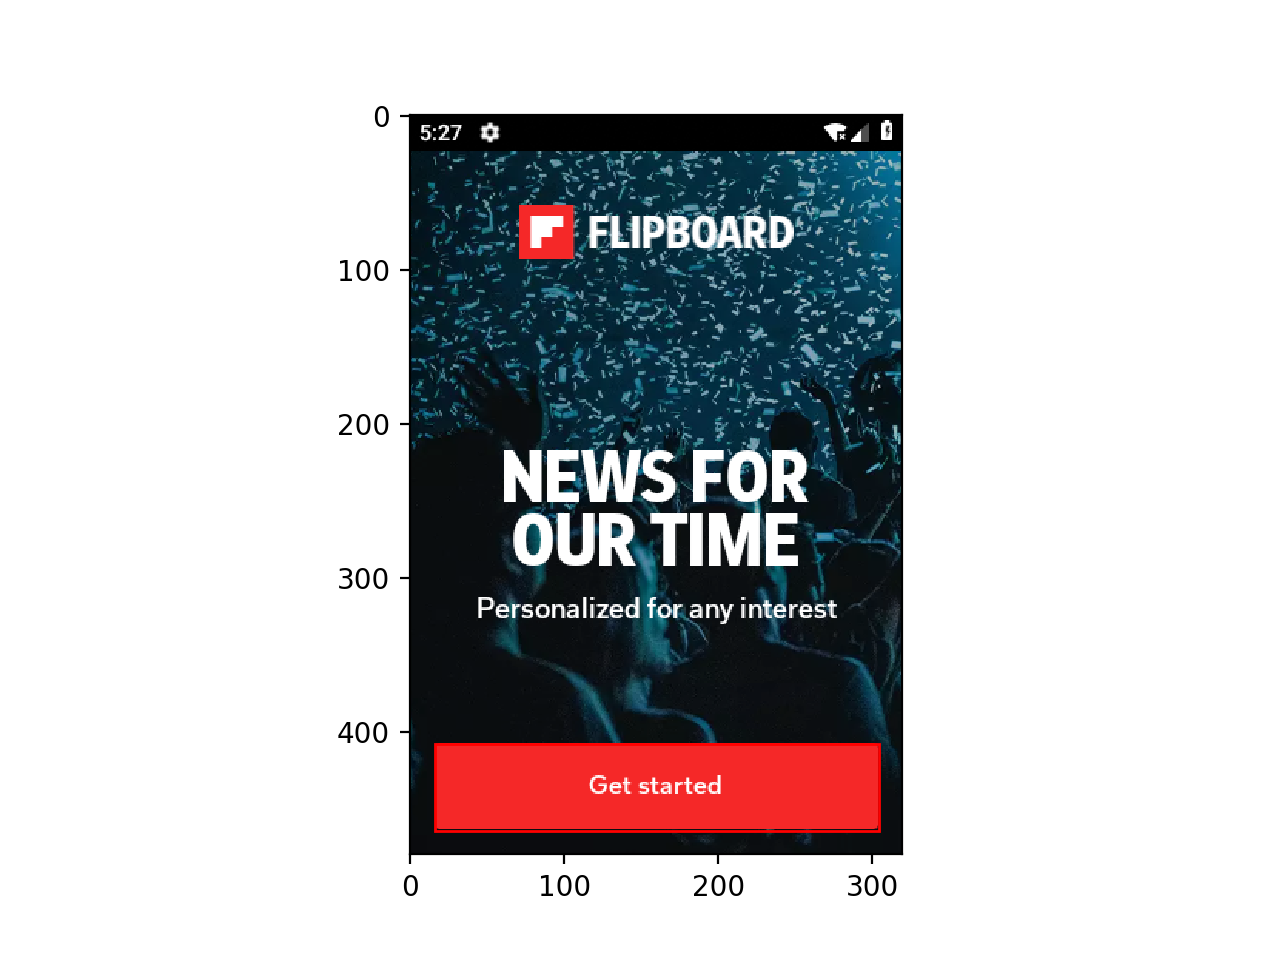 0
100
200
300
400
5:27
FLIPBOARD
NEWS FOR
OUR TIME
Personalized for any interest
Get started
0 100 200 300